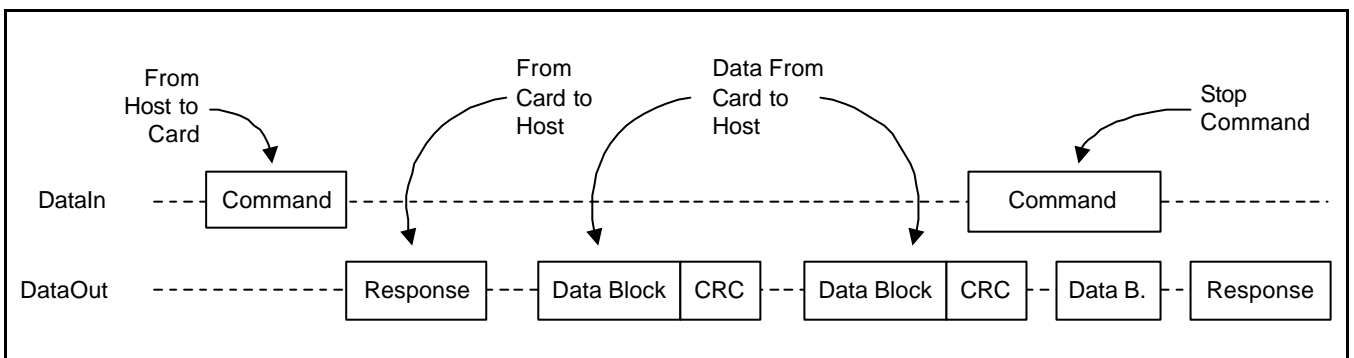 From
Host to
Card
From
Card to
Host
Data From
Card to
Host
Stop
Command
DataIn
Command
Command
DataOut
Response
Data Block
CRC
Data Block
CRC
Data B.
Response